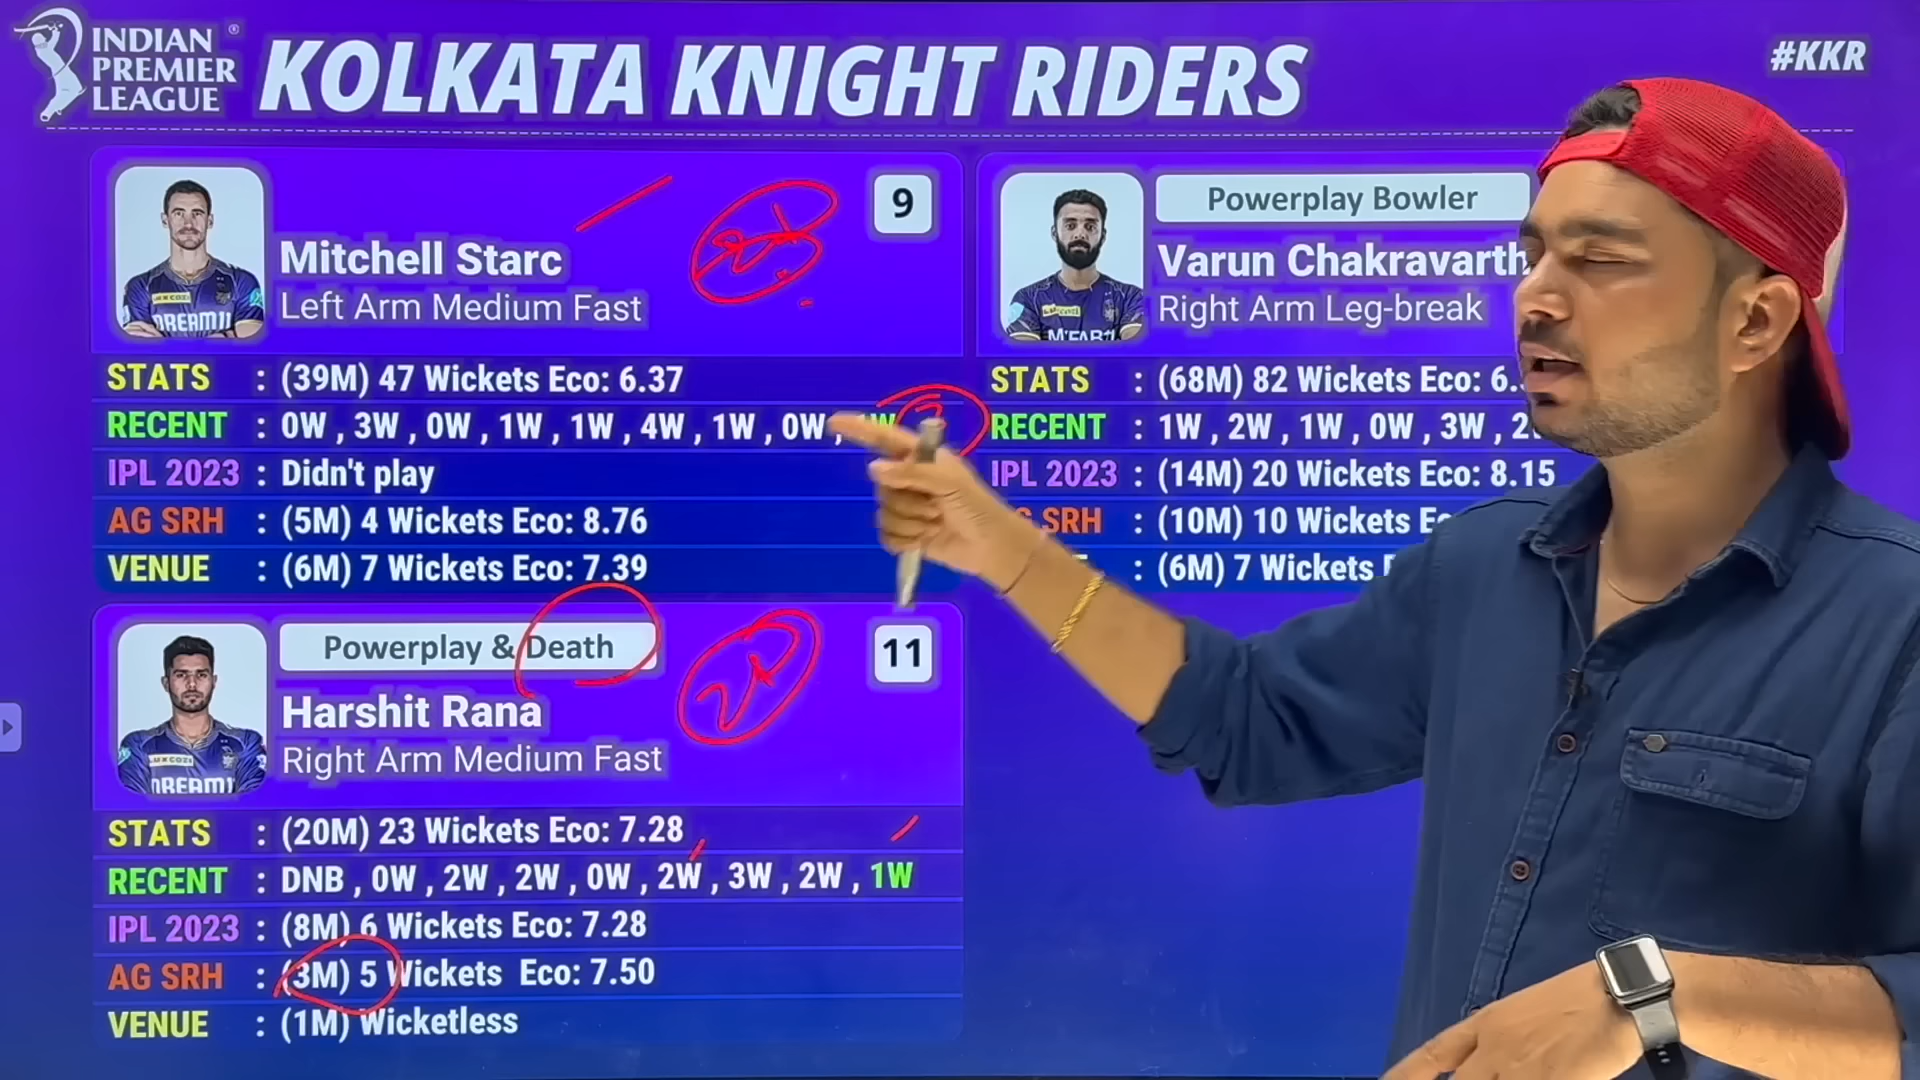 INDIAN
PREMIER
LEAGUE
®
KOLKATA KNIGHT RIDERS
#KKR
9
Mitchell Starc
Left Arm Medium Fast
STATS : (39M) 47 Wickets Eco: 6.37
RECENT : 0W , 3W , 0W , 1W , 1W , 4W , 1W , 0W ,
IPL 2023 : Didn't play
AG SRH : (5M) 4 Wickets Eco: 8.76
VENUE : (6M) 7 Wickets Eco: 7.39
DREAM11
Powerplay Bowler
Varun Chakravarth
Right Arm Leg-break
STATS : (68M) 82 Wickets Eco: 6.
RECENT : 1W , 2W , 1W , 0W , 3W ,
IPL 2023 : (14M) 20 Wickets Eco: 8.15
SRH : (10M) 10 Wickets
: (6M) 7 Wickets
Powerplay & Death
2x
11
Harshit Rana
Right Arm Medium Fast
STATS : (20M) 23 Wickets Eco: 7.28
RECENT : DNB , 0W , 2W , 2W , 0W , 2W , 3W , 2W , 1W
IPL 2023 : (8M) 6 Wickets Eco: 7.28
AG SRH : (3M) 5 Wickets Eco: 7.50
VENUE : (1M) Wicketless